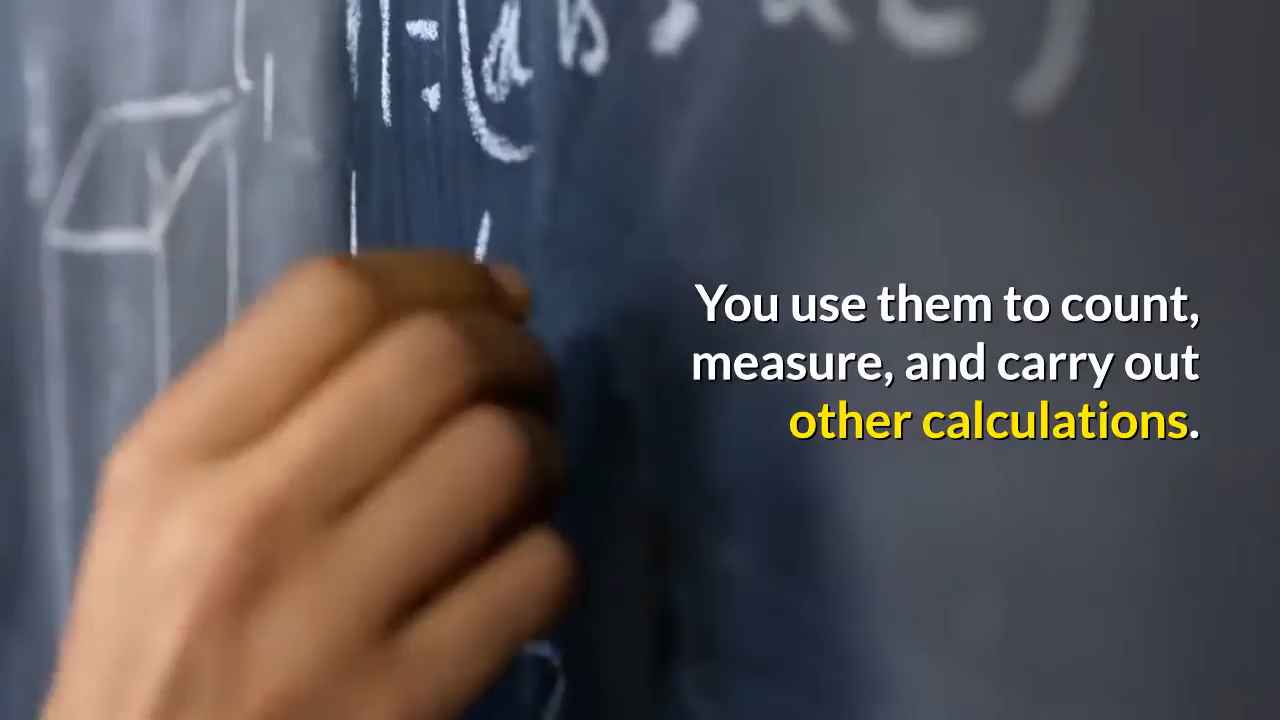 You use them to count,
measure, and carry out
other calculations.